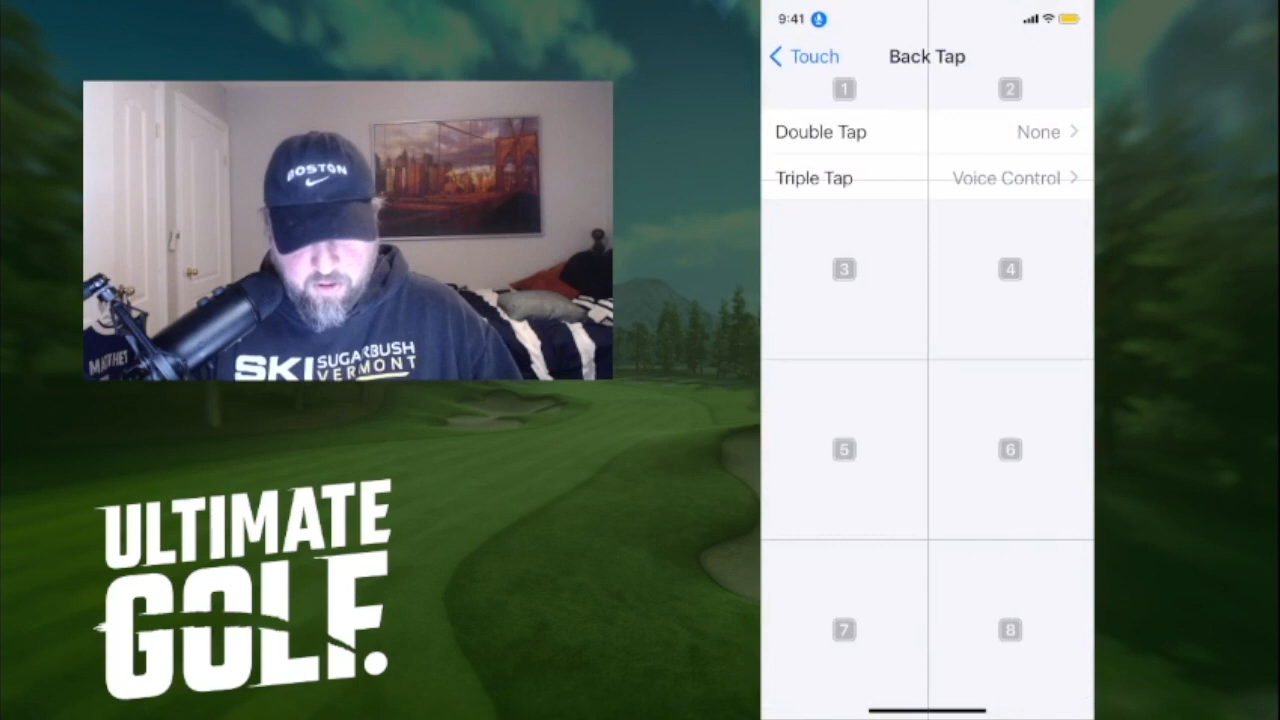 9:41
Touch
Back Tap
1
2
Double Tap
None
Triple Tap
Voice Control
3
4
5
6
7
8
BOSTON
SKI SUGARBUSH
VERMONT
ULTIMATE
GOLF.